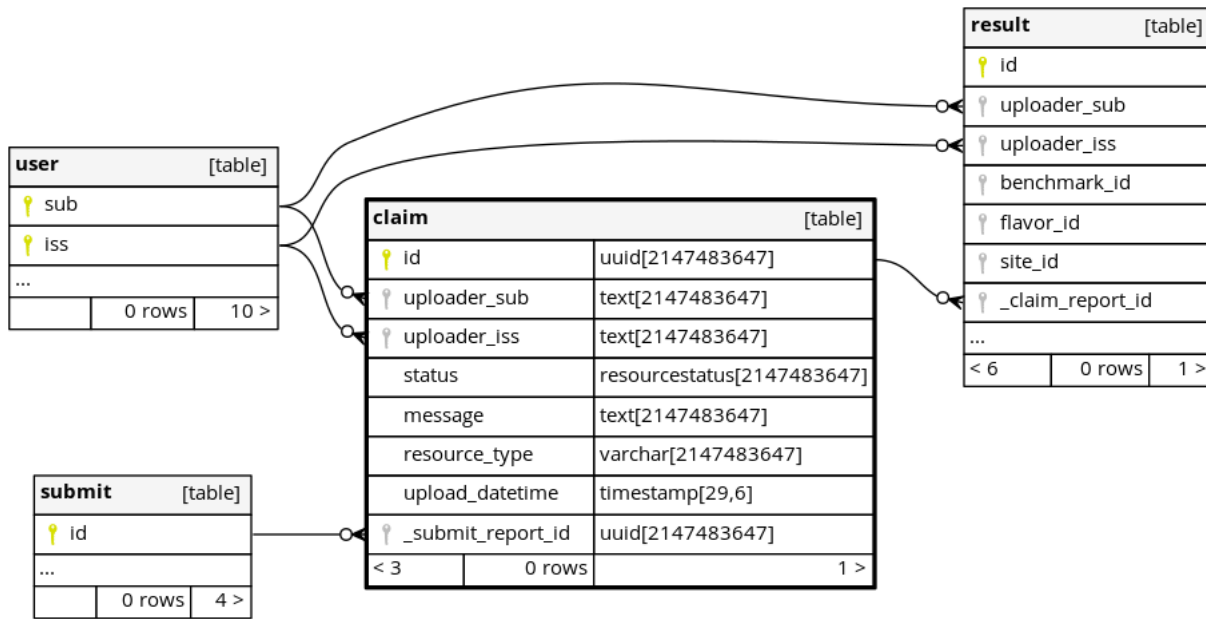 result [table]
id
uploader_sub
uploader_iss
benchmark_id
flavor_id
site_id
_claim_report_id
...
< 6 0 rows 1 >
user [table]
sub
iss
...
0 rows 10 >
claim [table]
id uuid[2147483647]
uploader_sub text[2147483647]
uploader_iss text[2147483647]
status resourcestatus[2147483647]
message text[2147483647]
resource_type varchar[2147483647]
upload_datetime timestamp[29,6]
_submit_report_id uuid[2147483647]
< 3 0 rows 1 >
submit [table]
id
...
0 rows 4 >